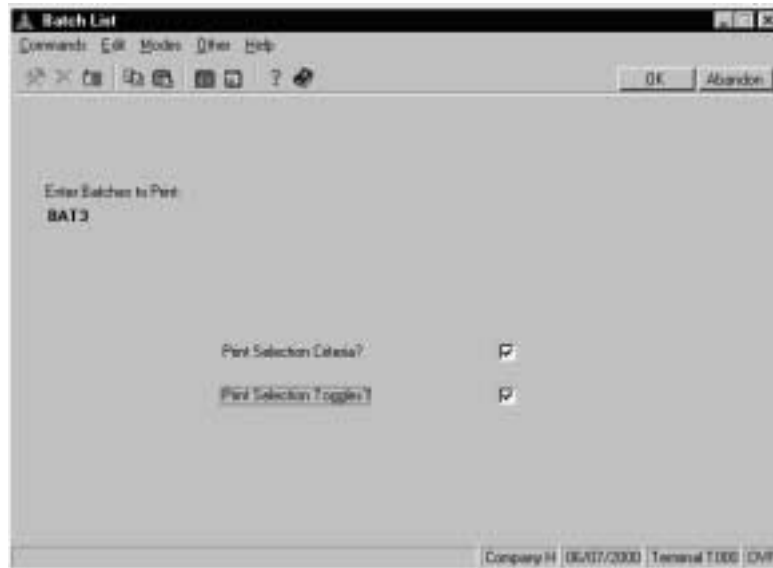 Batch List
Commands Edit Modes Other Help
? OK Abandon
Enter Batches to Print:
BAT3
Print Selection Criteria?
Print Selection Toggles?
Company H 06/07/2000 Terminal T000 OVR